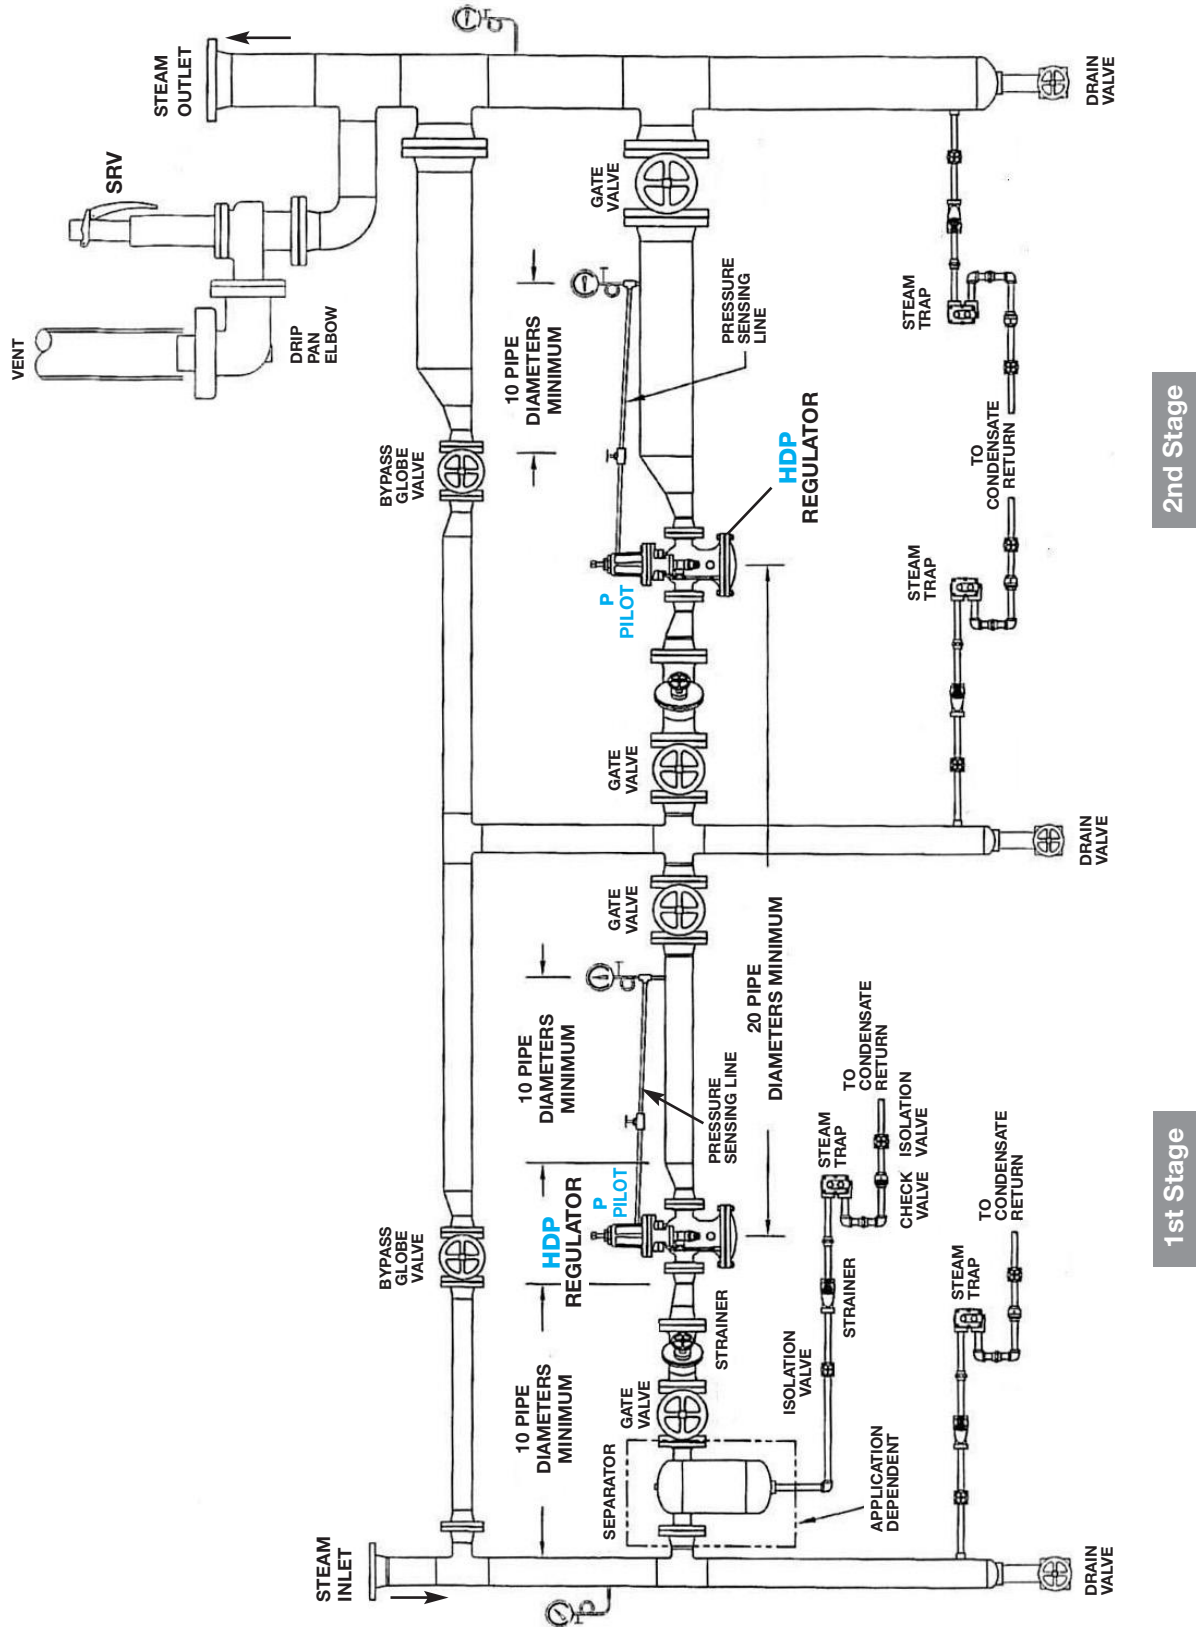 VENT
SRV
STEAM
OUTLET
DRIP
PAN
ELBOW
STEAM
INLET
BYPASS
GLOBE
VALVE
BYPASS
GLOBE
VALVE
10 PIPE
DIAMETERS
MINIMUM
HDP
REGULATOR
10 PIPE
DIAMETERS
MINIMUM
10 PIPE
DIAMETERS
MINIMUM
SEPARATOR
GATE
VALVE
STRAINER
P
PILOT
PRESSURE
SENSING LINE
GATE
VALVE
GATE
VALVE
P
PILOT
PRESSURE
SENSING
LINE
GATE
VALVE
HDP
REGULATOR
20 PIPE
DIAMETERS MINIMUM
APPLICATION
DEPENDENT
ISOLATION
VALVE
STRAINER
STEAM
TRAP
CHECK
VALVE
ISOLATION
VALVE
TO
CONDENSATE
RETURN
STEAM
TRAP
TO
CONDENSATE
RETURN
STEAM
TRAP
TO
CONDENSATE
RETURN
STEAM
TRAP
DRAIN
VALVE
DRAIN
VALVE
DRAIN
VALVE
1st Stage
2nd Stage